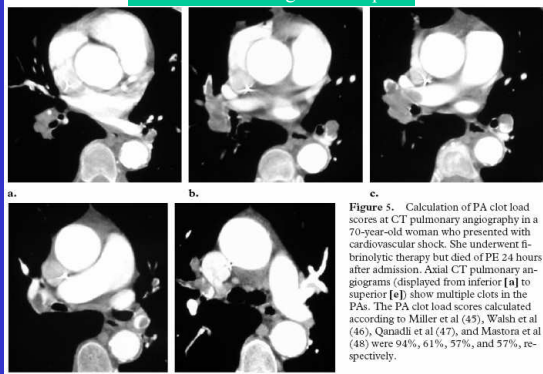 a.
b.
c.
Figure 5. Calculation of PA clot load
scores at CT pulmonary angiography in a
70-year-old woman who presented with
cardiovascular shock. She underwent fi-
brinolytic therapy but died of PE 24 hours
after admission. Axial CT pulmonary an-
giograms (displayed from inferior [a] to
superior [e]) show multiple clots in the
PAs. The PA clot load scores calculated
according to Miller et al (45), Walsh et al
(46), Qanadli et al (47), and Mastora et al
(48) were 94%, 61%, 57%, and 57%, re-
spectively.